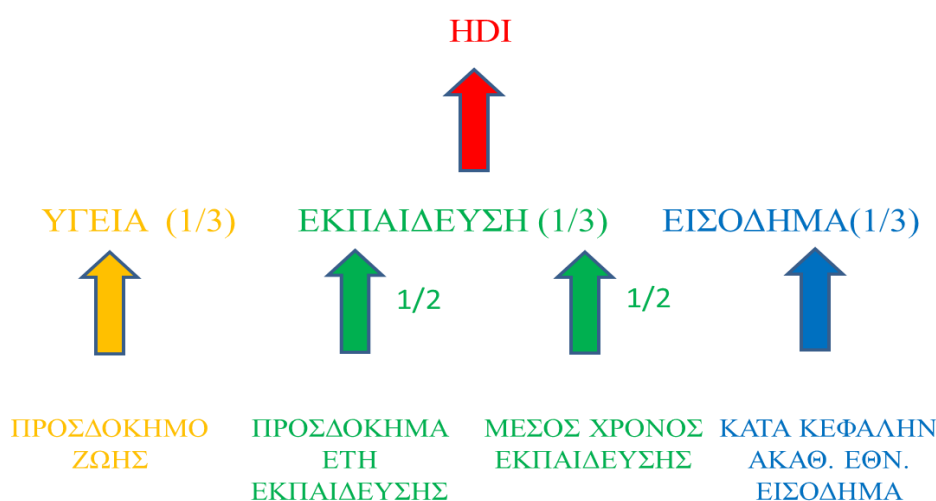 HDI
ΥΓΕΙΑ (1/3)
ΕΚΠΑΙΔΕΥΣΗ (1/3)
ΕΙΣΟΔΗΜΑ(1/3)
1/2
1/2
ΠΡΟΣΔΟΚΗΜΟ
ΖΩΗΣ
ΠΡΟΣΔΟΚΗΜΑ
ΕΤΗ
ΕΚΠΑΙΔΕΥΣΗΣ
ΜΕΣΟΣ ΧΡΟΝΟΣ
ΕΚΠΑΙΔΕΥΣΗΣ
ΚΑΤΑ ΚΕΦΑΛΗΝ
ΑΚΑΘ. ΕΘΝ.
ΕΙΣΟΔΗΜΑ